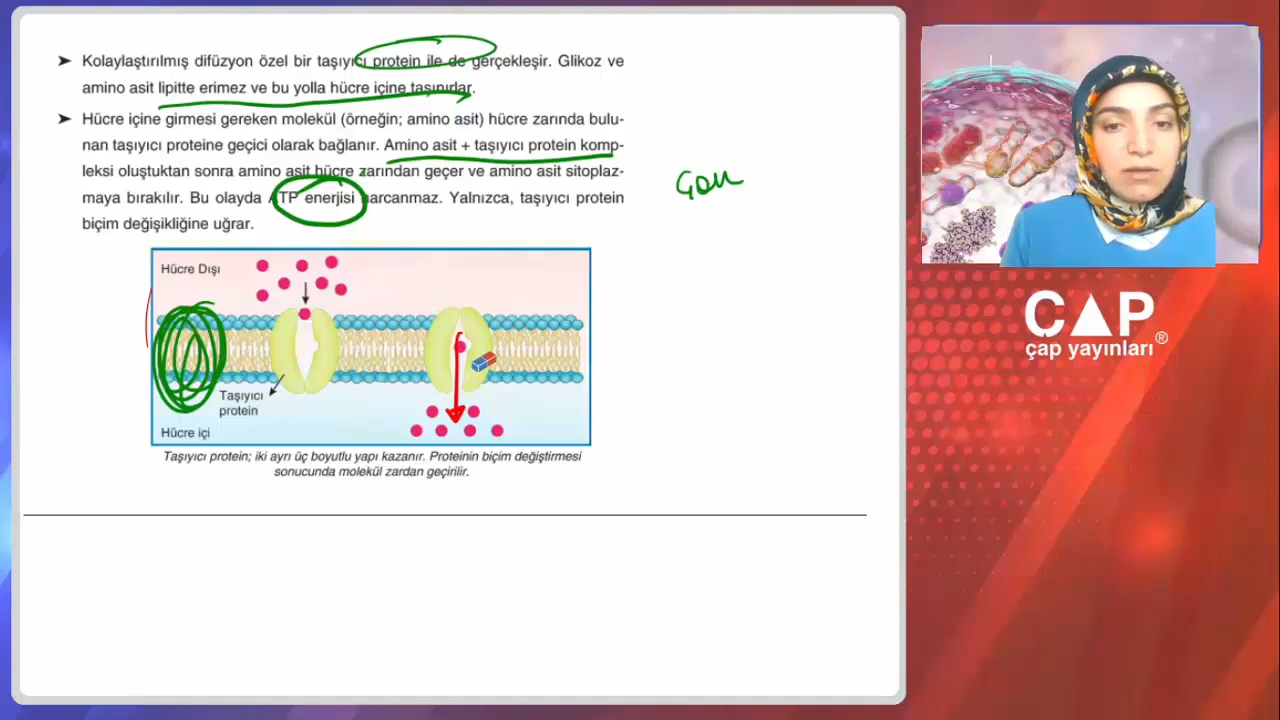 ➤ Kolaylaştırılmış difüzyon özel bir taşıyıcı protein ile de gerçekleşir. Glikoz ve
amino asit lipitte erimez ve bu yolla hücre içine taşınırlar.
➤ Hücre içine girmesi gereken molekül (örneğin; amino asit) hücre zarında bulu-
nan taşıyıcı proteine geçici olarak bağlanır. Amino asit + taşıyıcı protein komp-
leksi oluştuktan sonra amino asit hücre zarından geçer ve amino asit sitoplaz-
maya bırakılır. Bu olayda ATP enerjisi harcanmaz. Yalnızca, taşıyıcı protein
biçim değişikliğine uğrar.
Hücre Dışı
Taşıyıcı
protein
Hücre içi
Taşıyıcı protein; iki ayrı üç boyutlu yapı kazanır. Proteinin biçim değiştirmesi
sonucunda molekül zardan geçirilir.
ÇAP
çap yayınları®